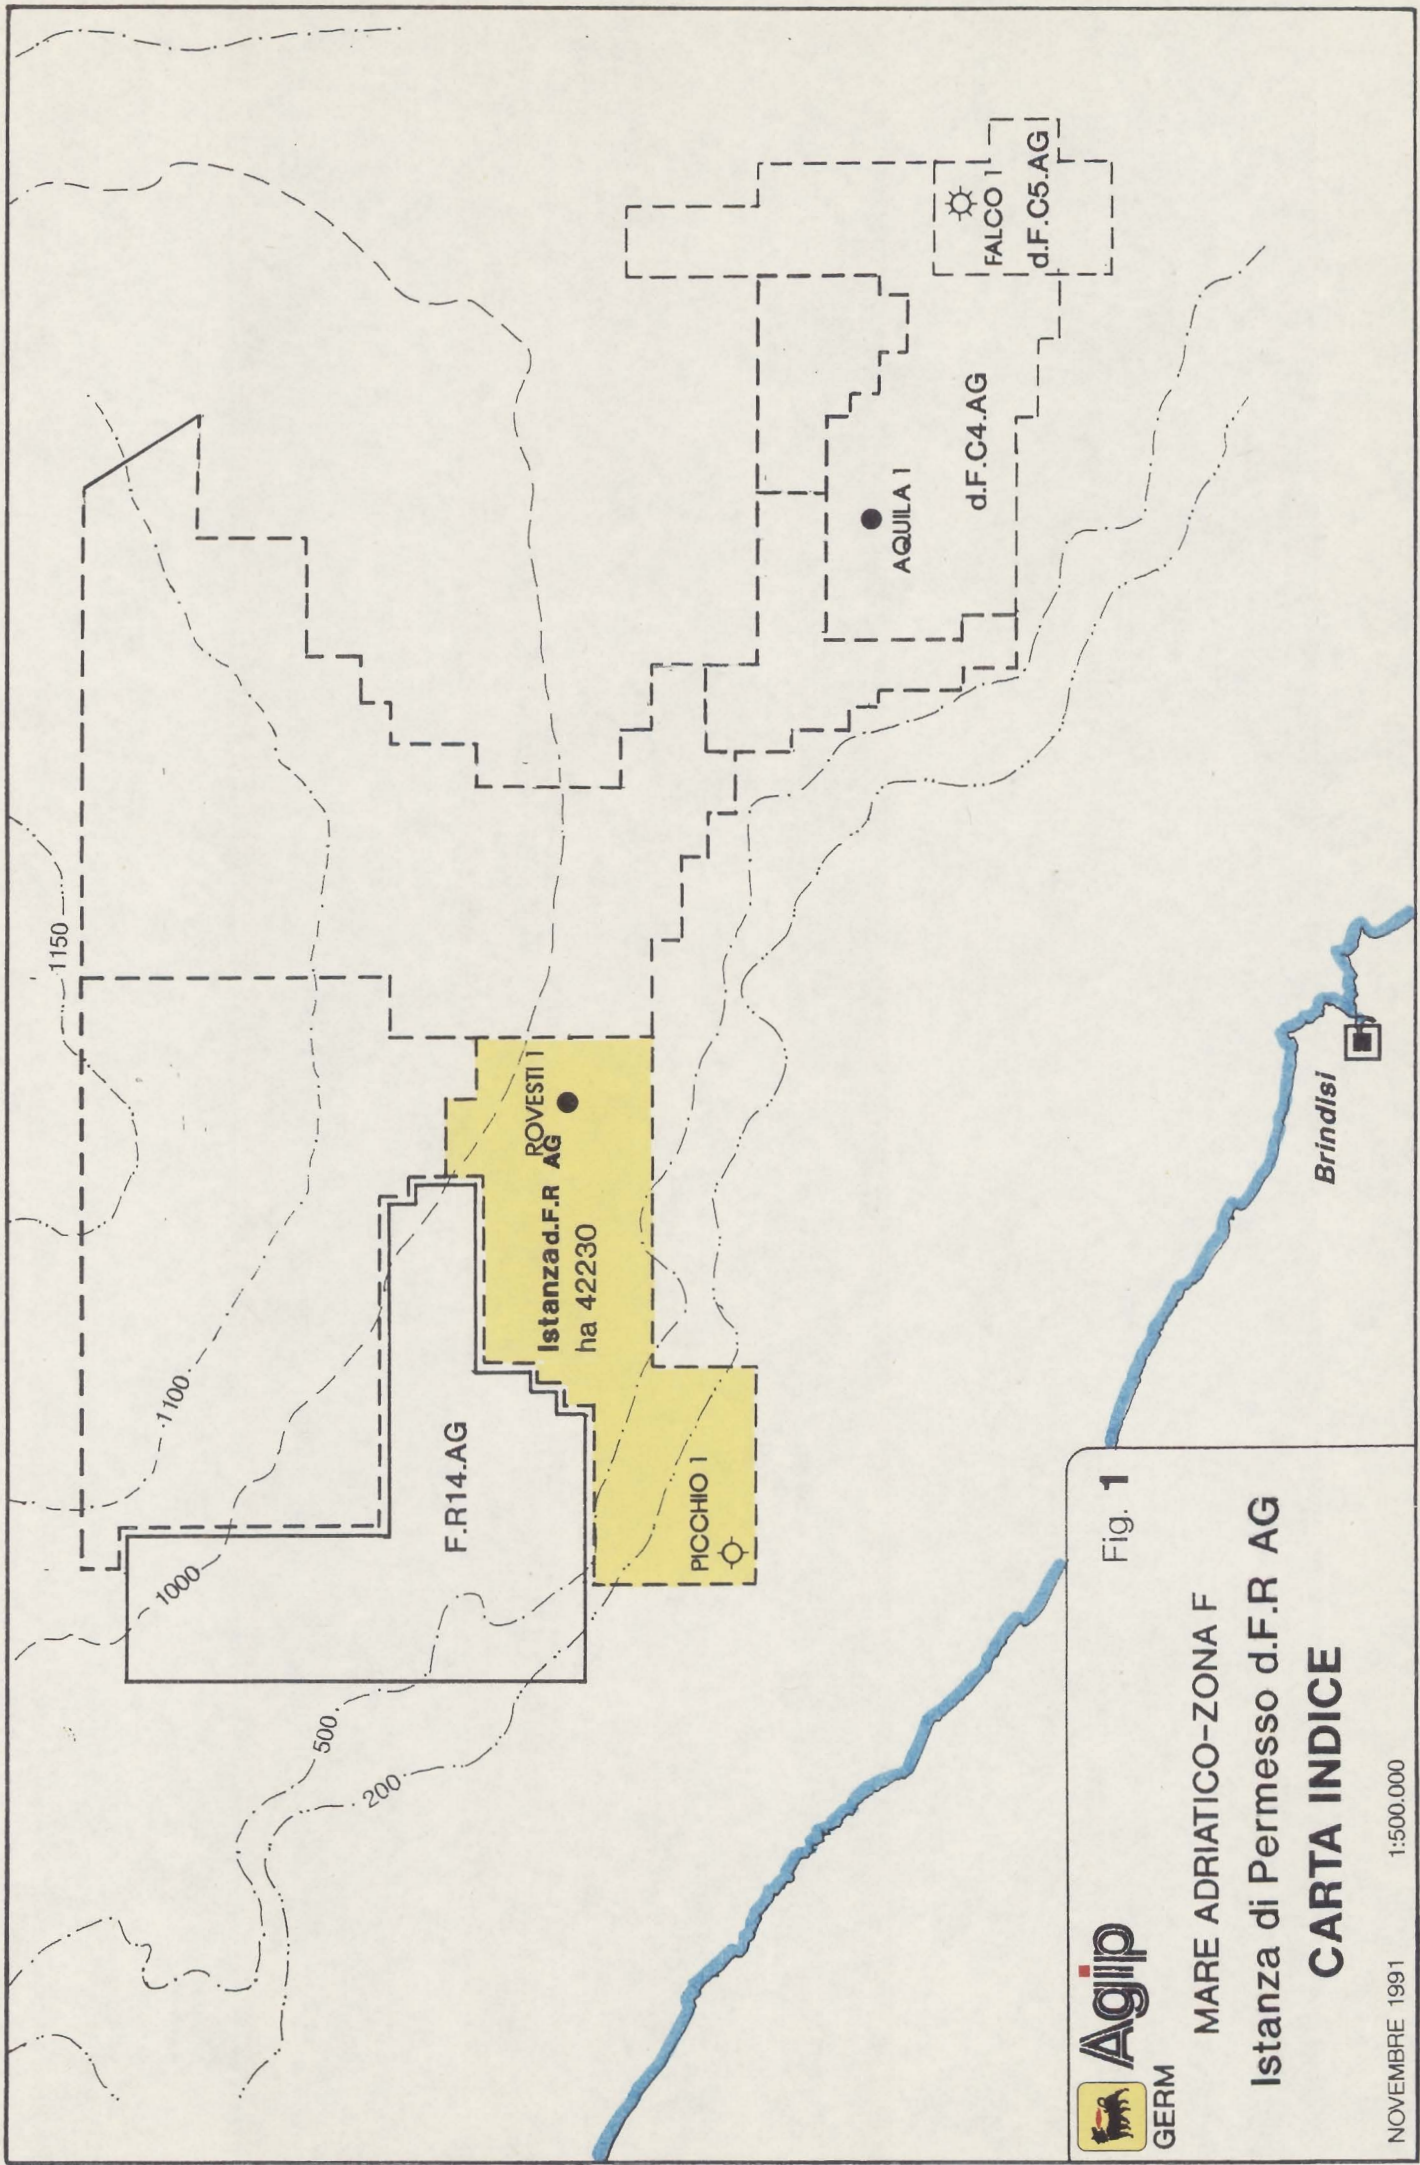 1150
1100
1000
500
200
F.R14.AG
ROVESTI 1
Istanza d.F.R AG
ha 42230
PICCHIO 1
AQUILA 1
d.F.C4.AG
FALCO 1
d.F.C5.AG
Brindisi
Agip
GERM
Fig. 1
MARE ADRIATICO-ZONA F
Istanza di Permesso d.F.R AG
CARTA INDICE
NOVEMBRE 1991
1:500.000